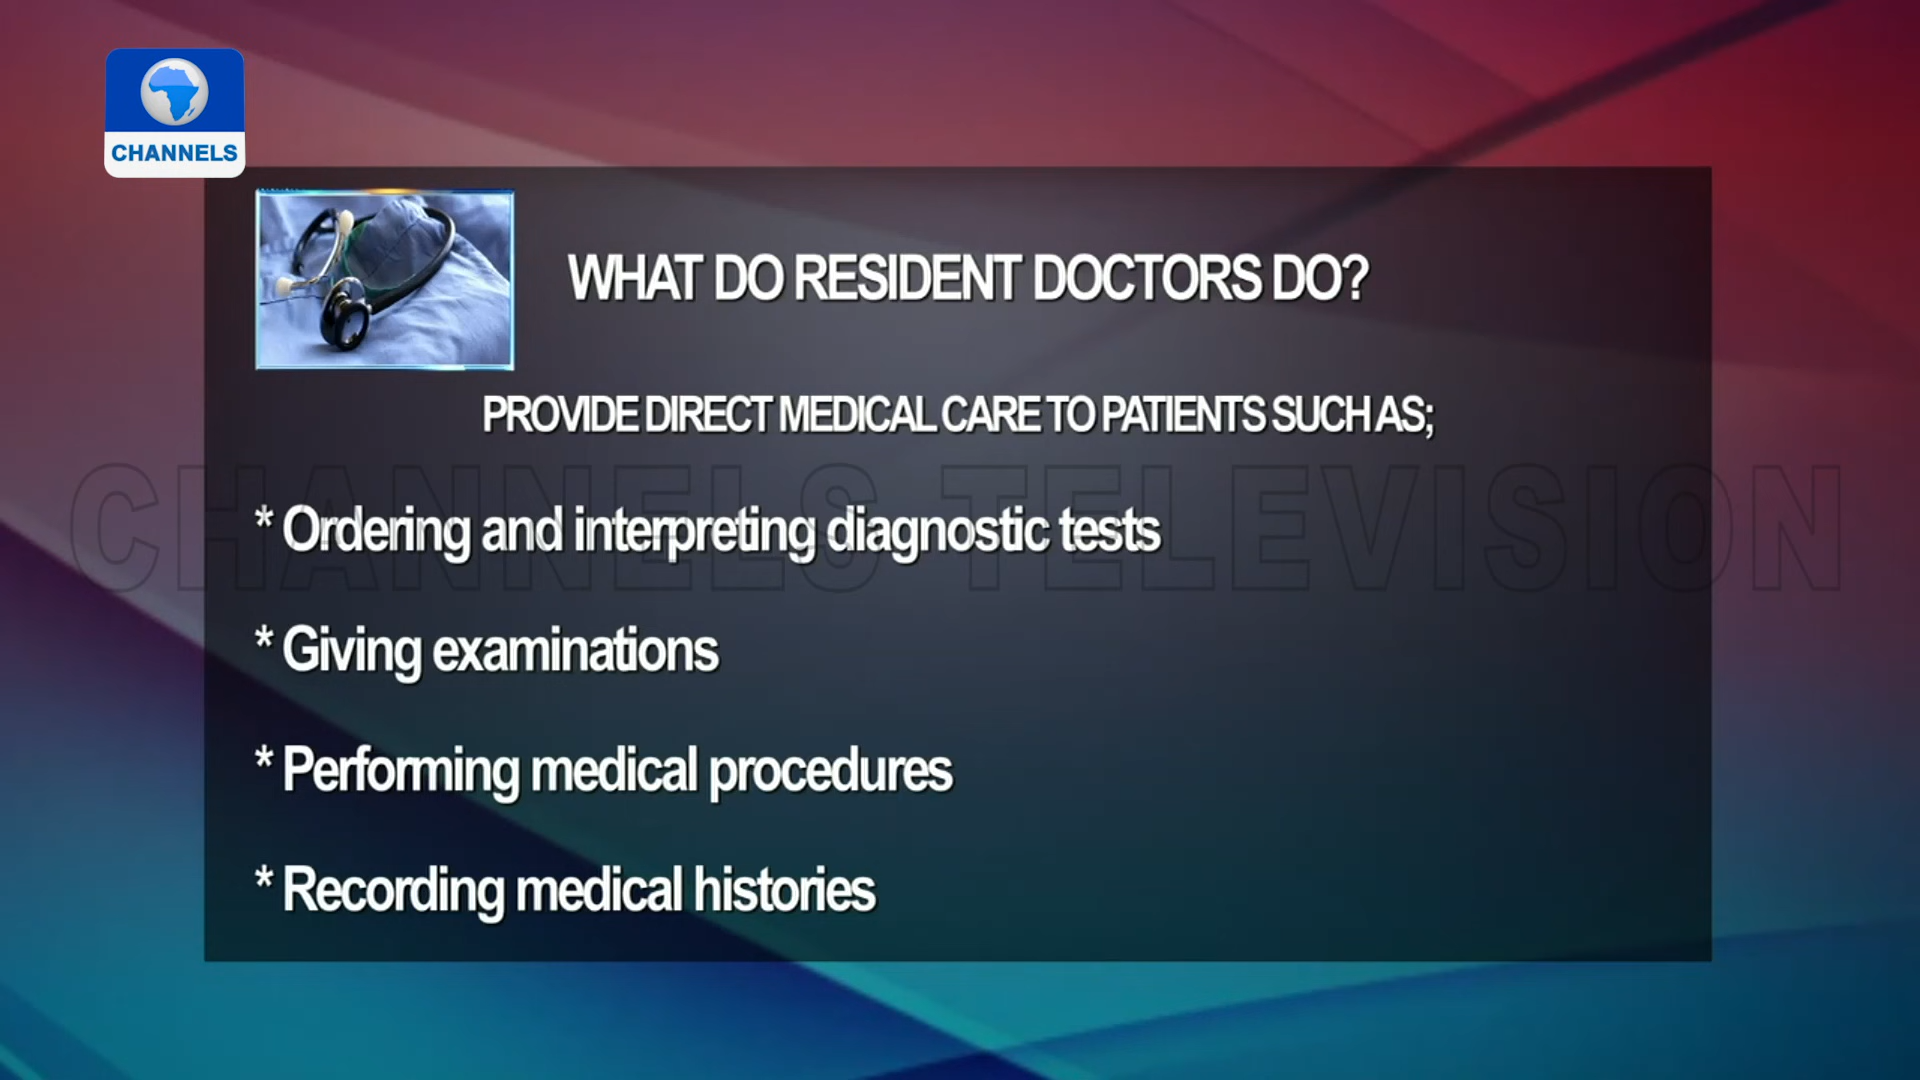 CHANNELS
WHAT DO RESIDENT DOCTORS DO?
PROVIDE DIRECT MEDICAL CARE TO PATIENTS SUCH AS;
CHANNELS TELEVISION
* Ordering and interpreting diagnostic tests
* Giving examinations
* Performing medical procedures
* Recording medical histories